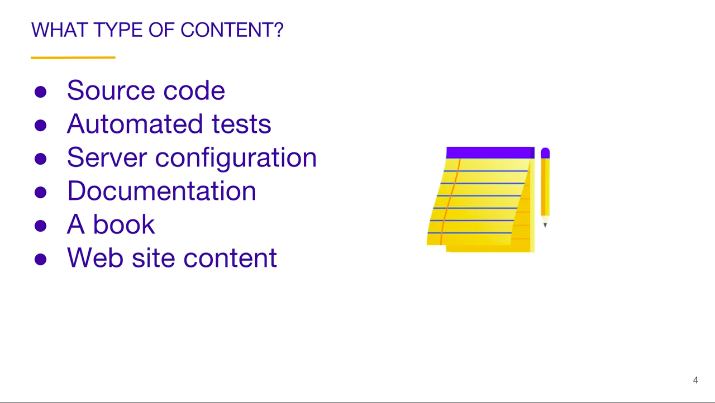 WHAT TYPE OF CONTENT?
● Source code
● Automated tests
● Server configuration
● Documentation
● A book
● Web site content
4